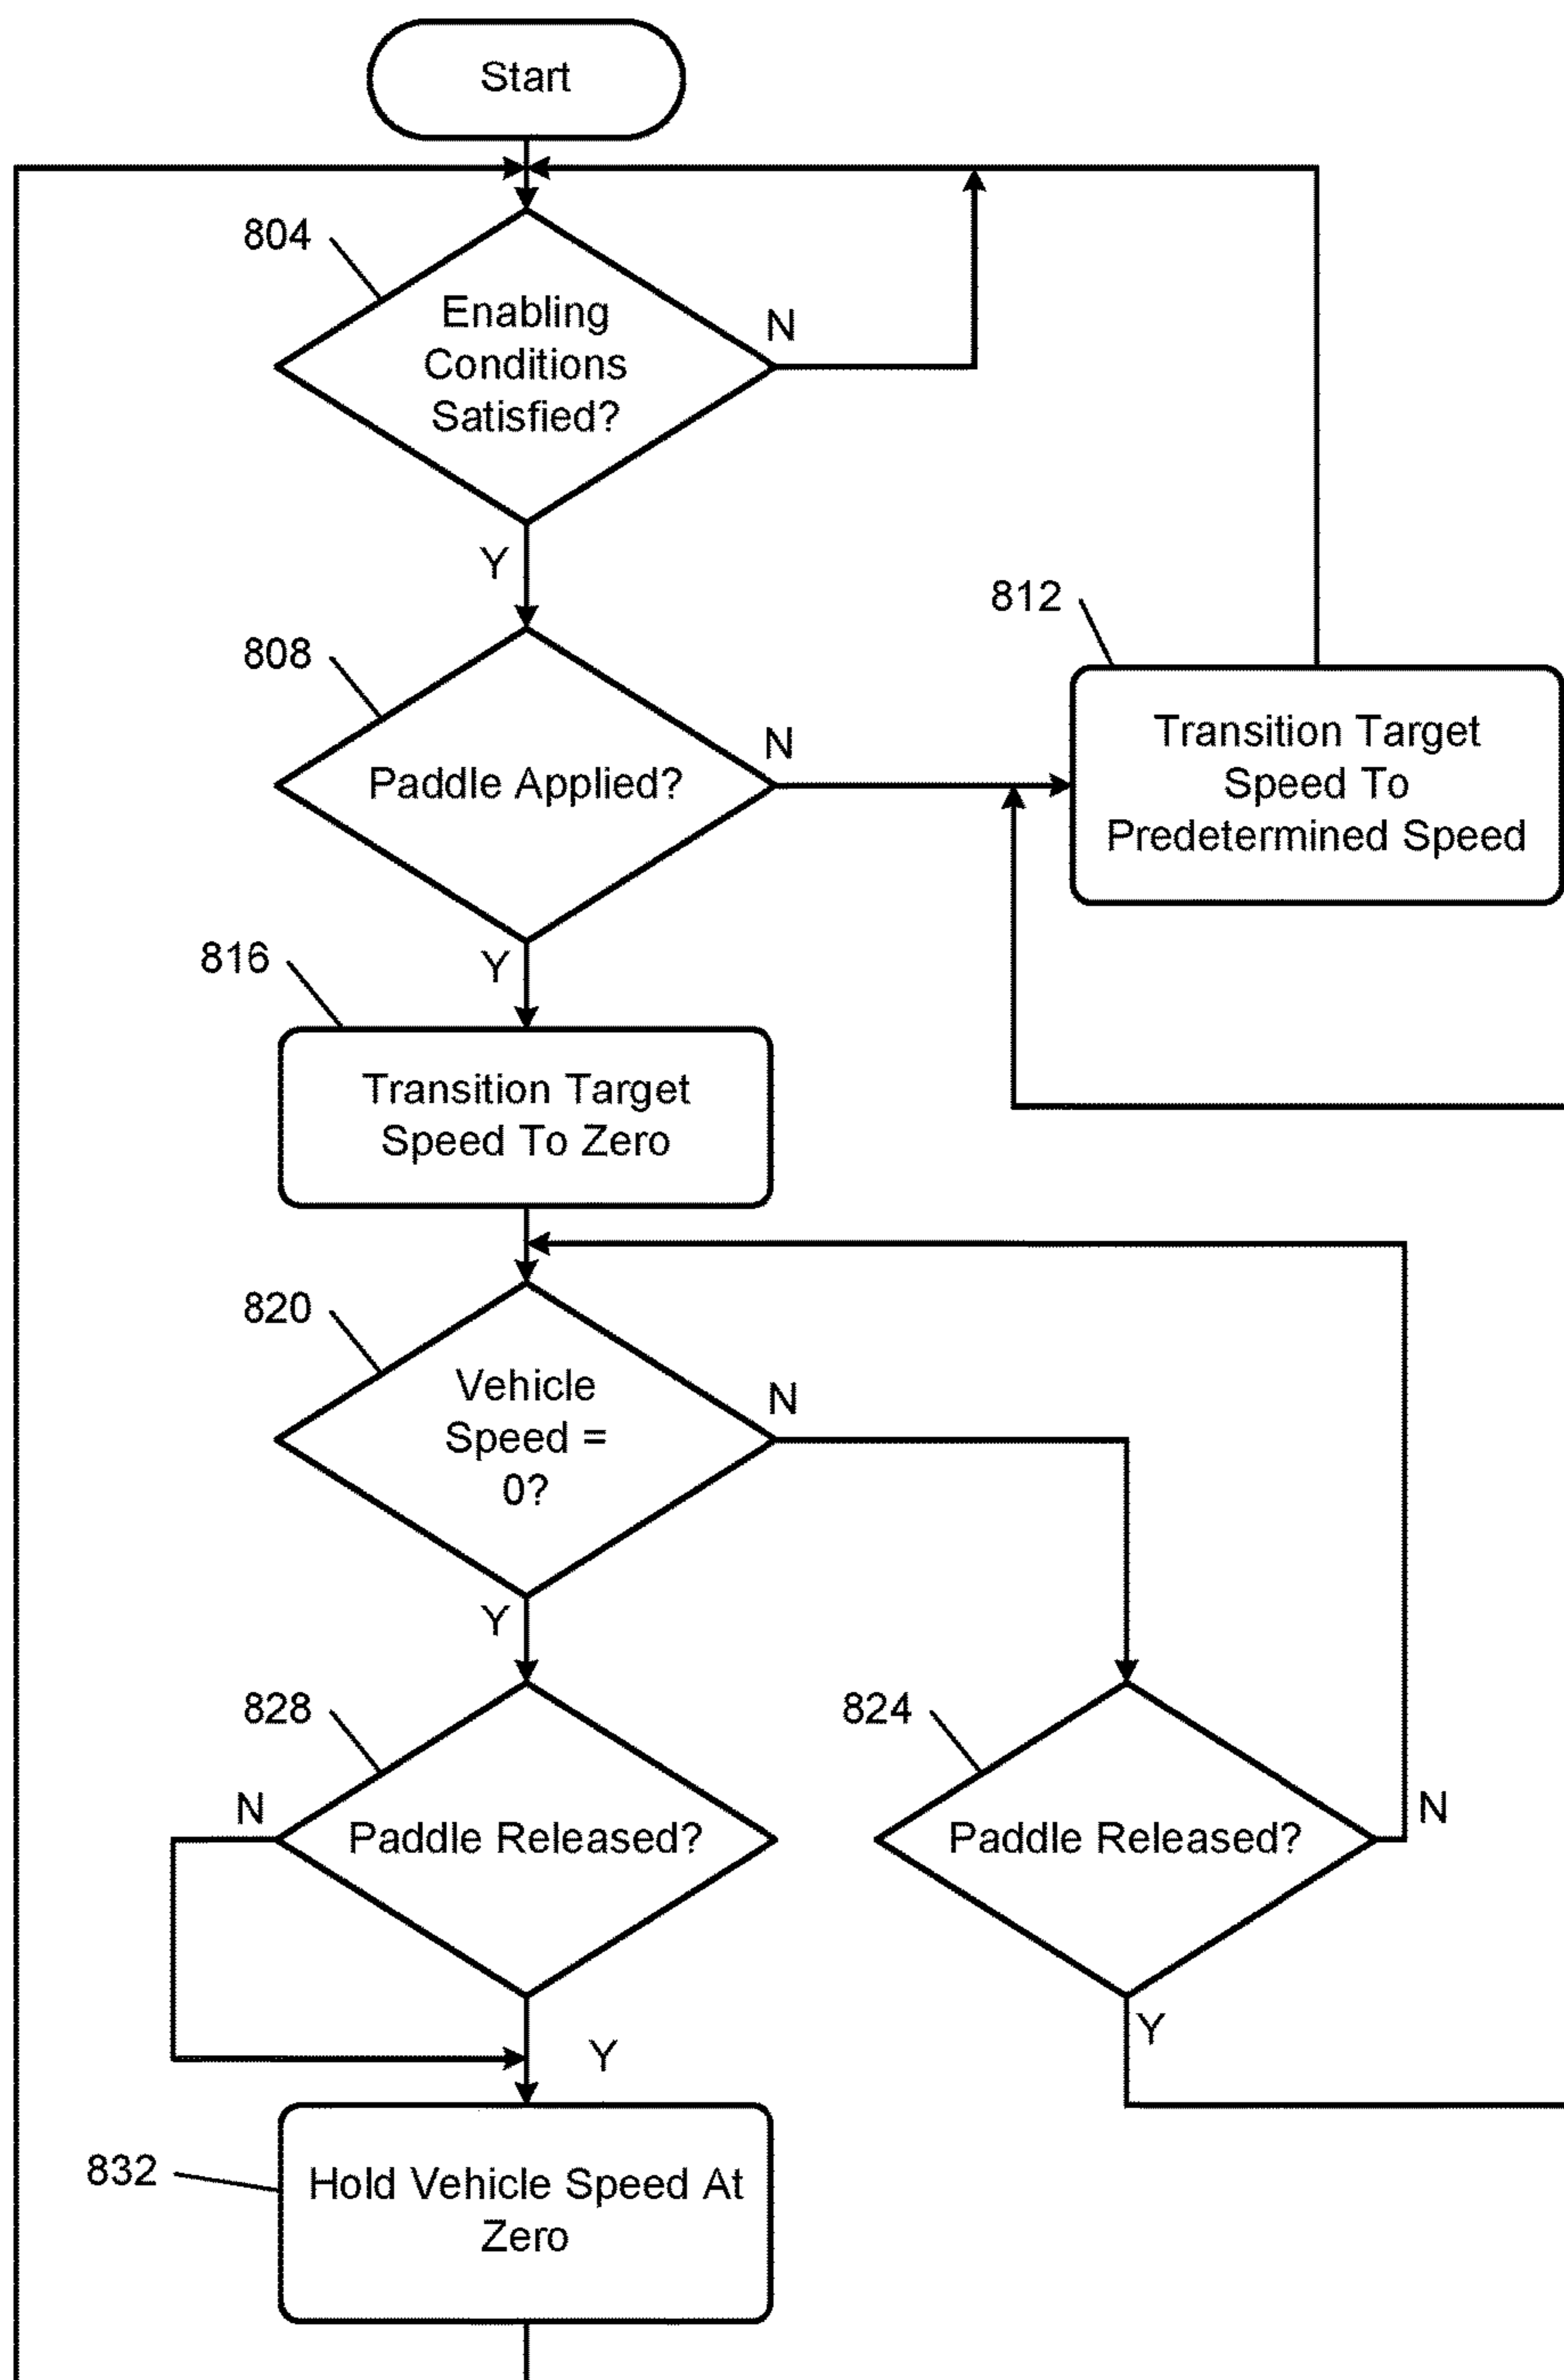 Start
804
Enabling
Conditions
Satisfied?
N
Y
812
808
Paddle Applied?
N
Transition Target
Speed To
Predetermined Speed
Y
816
Transition Target
Speed To Zero
820
Vehicle
Speed =
0?
N
Y
828
824
N
Paddle Released?
Paddle Released?
N
Y
Y
832
Hold Vehicle Speed At
Zero